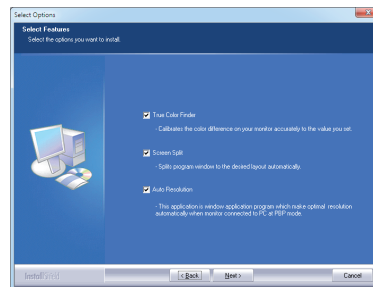 Select Options
Select Features
Select the options you want to install.
True Color Finder
- Calibrates the color difference on your monitor accurately to the value you set.
Screen Split
- Splits program window to the desired layout automatically.
Auto Resolution
- This application is window application program which make optimal resolution
automatically when monitor connected to PC at PBP mode.
InstallShield
< Back
Next >
Cancel